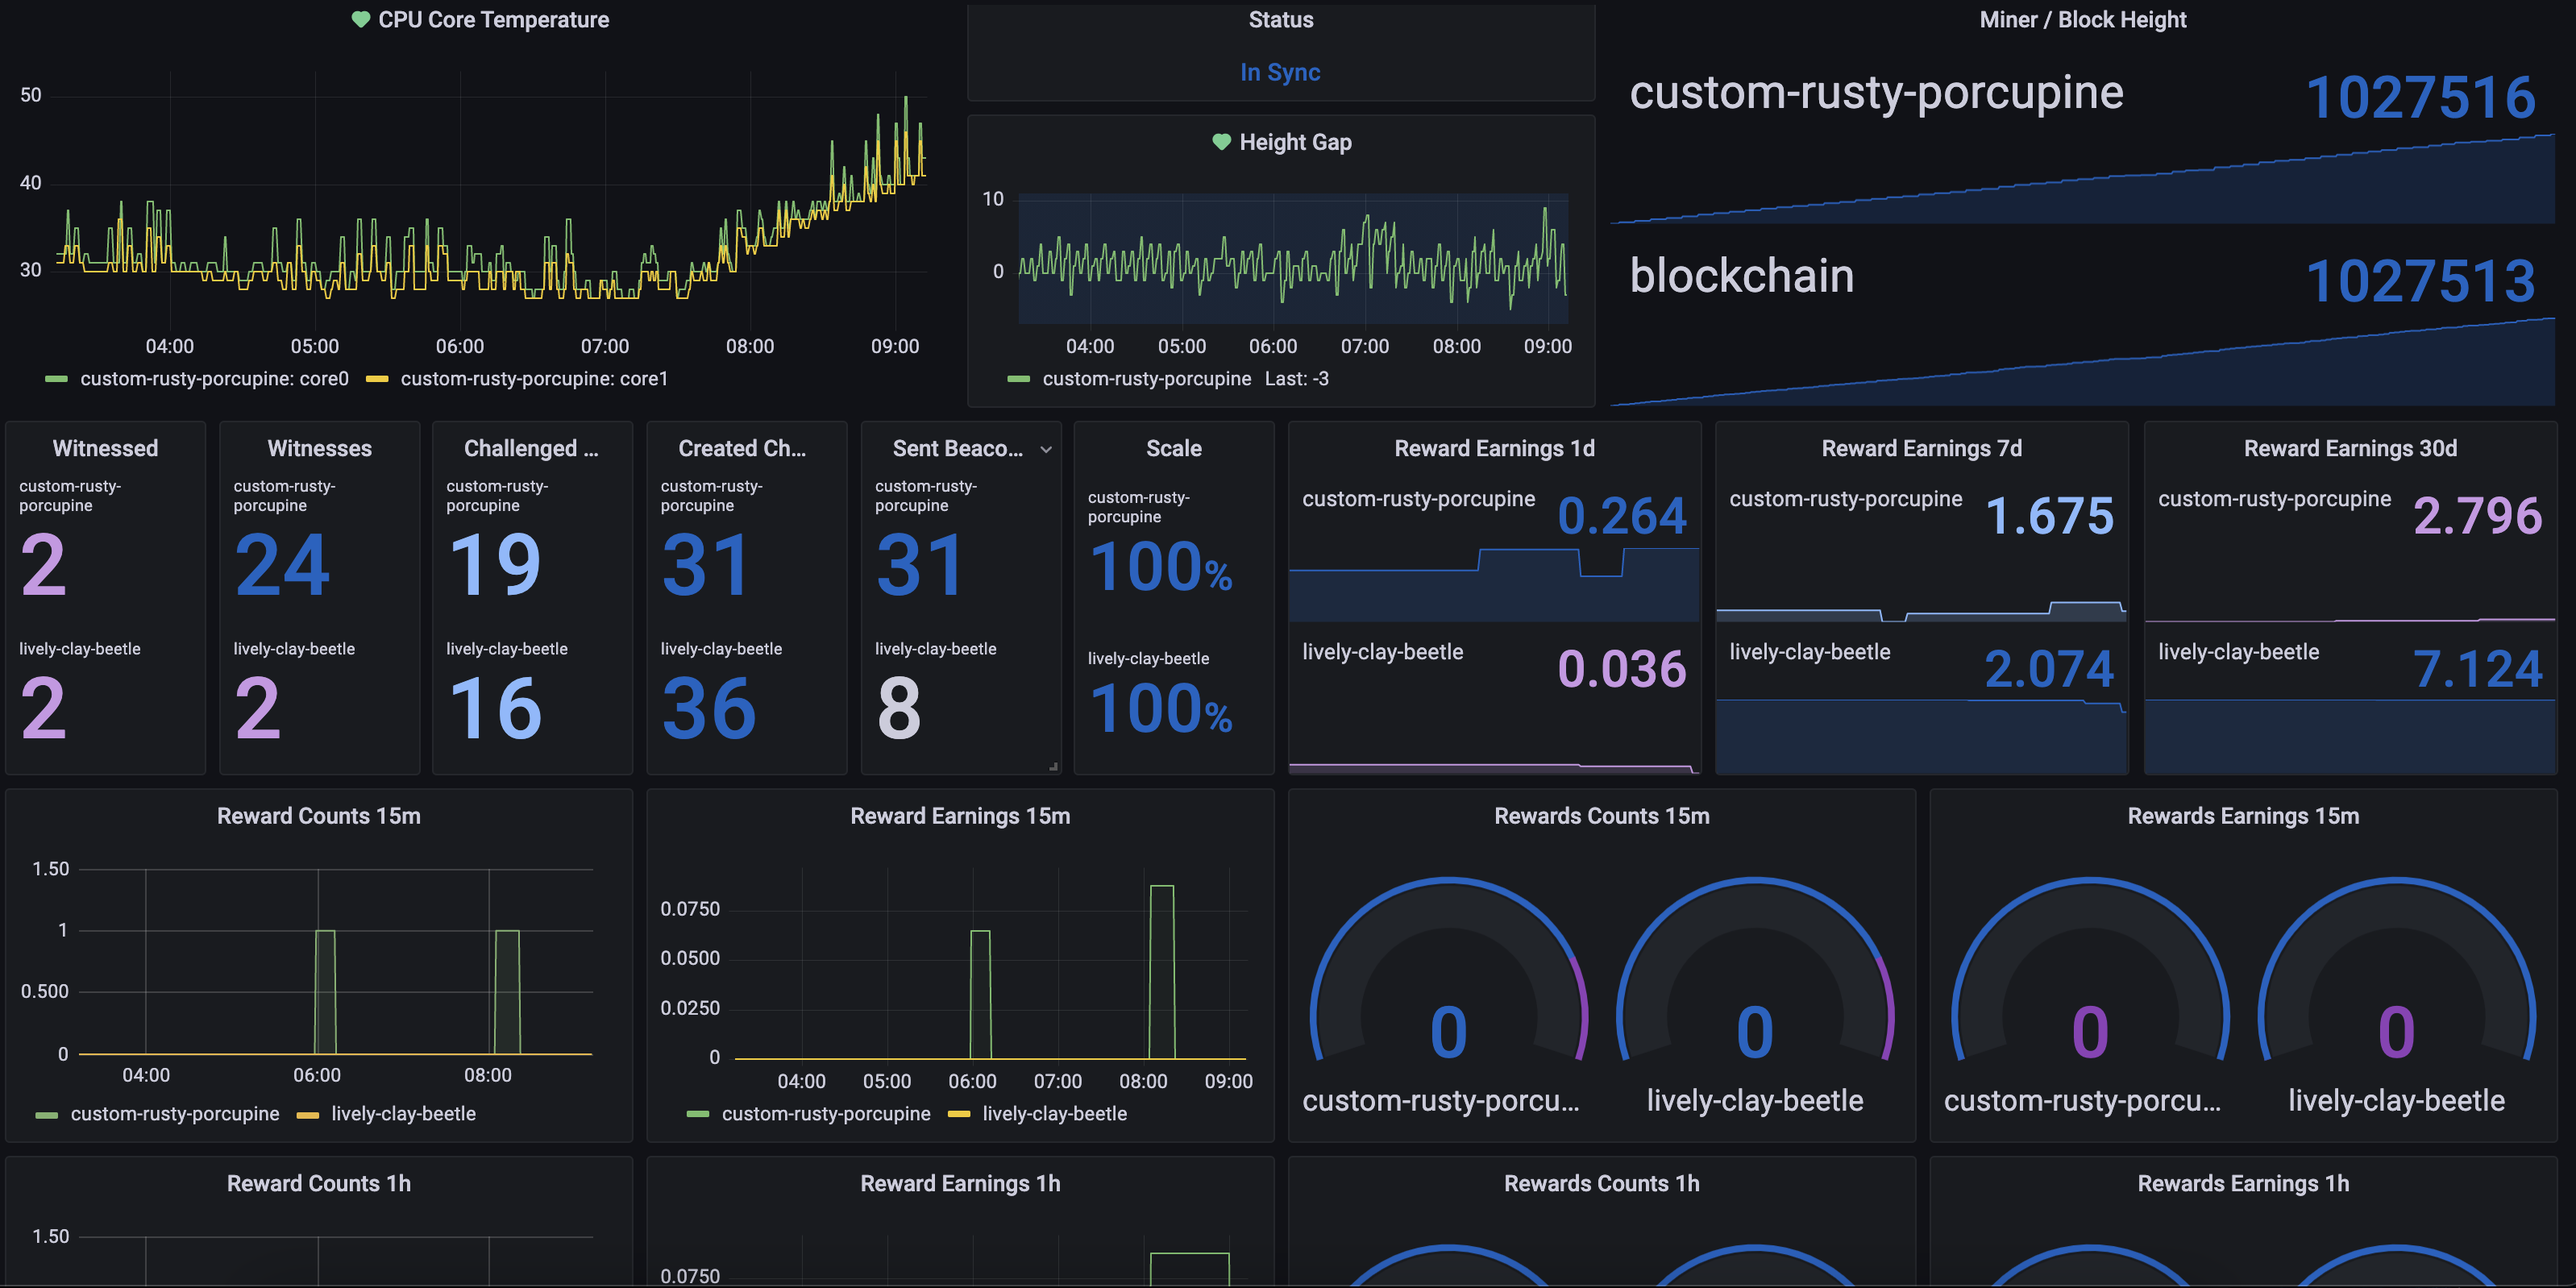 CPU Core Temperature
50
40
30
04:00 05:00 06:00 07:00 08:00 09:00
custom-rusty-porcupine: core0 custom-rusty-porcupine: core1
Status
In Sync
Height Gap
10
0
04:00 05:00 06:00 07:00 08:00 09:00
custom-rusty-porcupine Last: -3
Miner / Block Height
custom-rusty-porcupine 1027516
blockchain 1027513
Witnessed
custom-rusty-
porcupine
2
lively-clay-beetle
2
Witnesses
custom-rusty-
porcupine
24
lively-clay-beetle
2
Challenged ...
custom-rusty-
porcupine
19
lively-clay-beetle
16
Created Ch...
custom-rusty-
porcupine
31
lively-clay-beetle
36
Sent Beaco...
custom-rusty-
porcupine
31
lively-clay-beetle
8
Scale
custom-rusty-
porcupine
100%
lively-clay-beetle
100%
Reward Earnings 1d
custom-rusty-porcupine 0.264
lively-clay-beetle 0.036
Reward Earnings 7d
custom-rusty-porcupine 1.675
lively-clay-beetle 2.074
Reward Earnings 30d
custom-rusty-porcupine 2.796
lively-clay-beetle 7.124
Reward Counts 15m
1.50
1
0.500
0
04:00 06:00 08:00
custom-rusty-porcupine lively-clay-beetle
Reward Earnings 15m
0.0750
0.0500
0.0250
0
04:00 05:00 06:00 07:00 08:00 09:00
custom-rusty-porcupine lively-clay-beetle
Rewards Counts 15m
0 0
custom-rusty-porcu... lively-clay-beetle
Rewards Earnings 15m
0 0
custom-rusty-porcu... lively-clay-beetle
Reward Counts 1h
1.50
Reward Earnings 1h
0.0750
Rewards Counts 1h
Rewards Earnings 1h